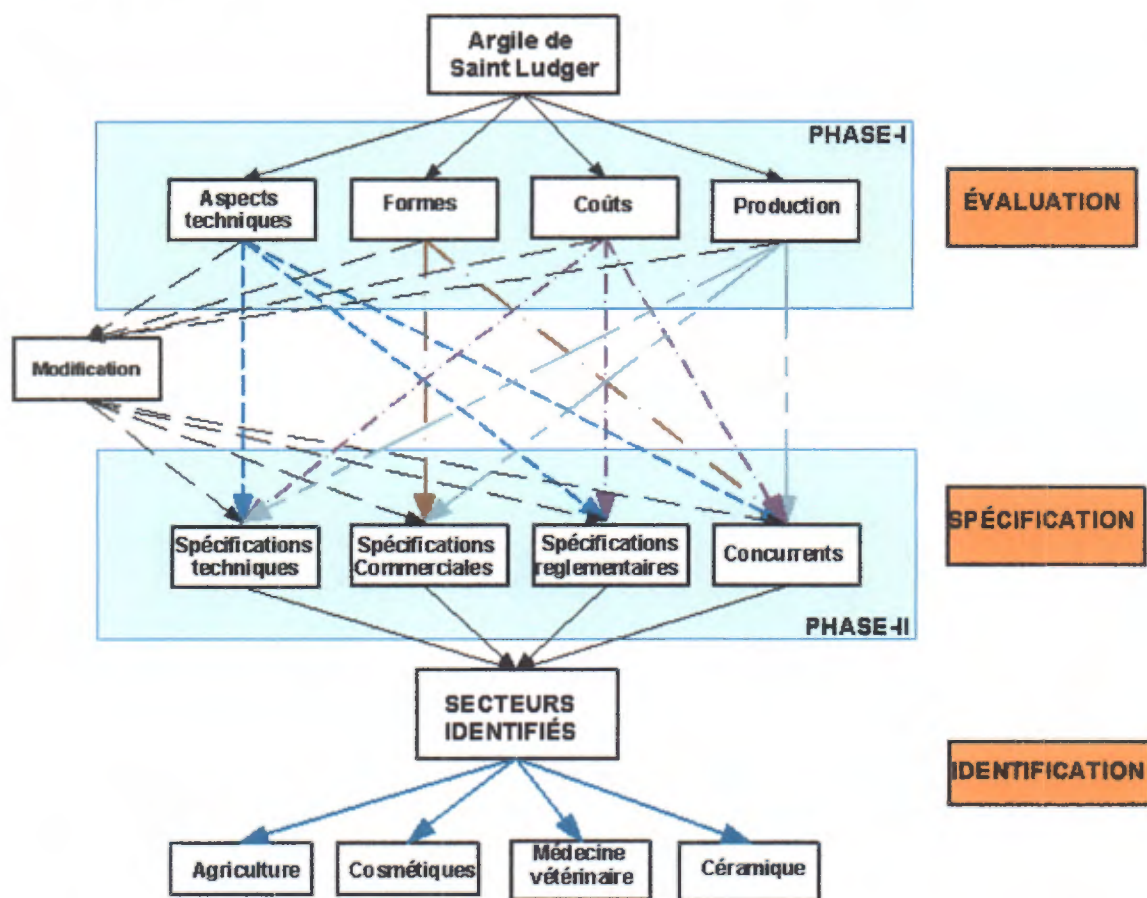 Argile de
Saint Ludger
PHASE-I
Aspects
techniques
Formes
Coûts
Production
ÉVALUATION
Modification
Spécifications
techniques
Spécifications
Commerciales
Spécifications
reglementaires
Concurrents
SPÉCIFICATION
PHASE-II
SECTEURS
IDENTIFIÉS
IDENTIFICATION
Agriculture
Cosmétiques
Médecine
vétérinaire
Céramique